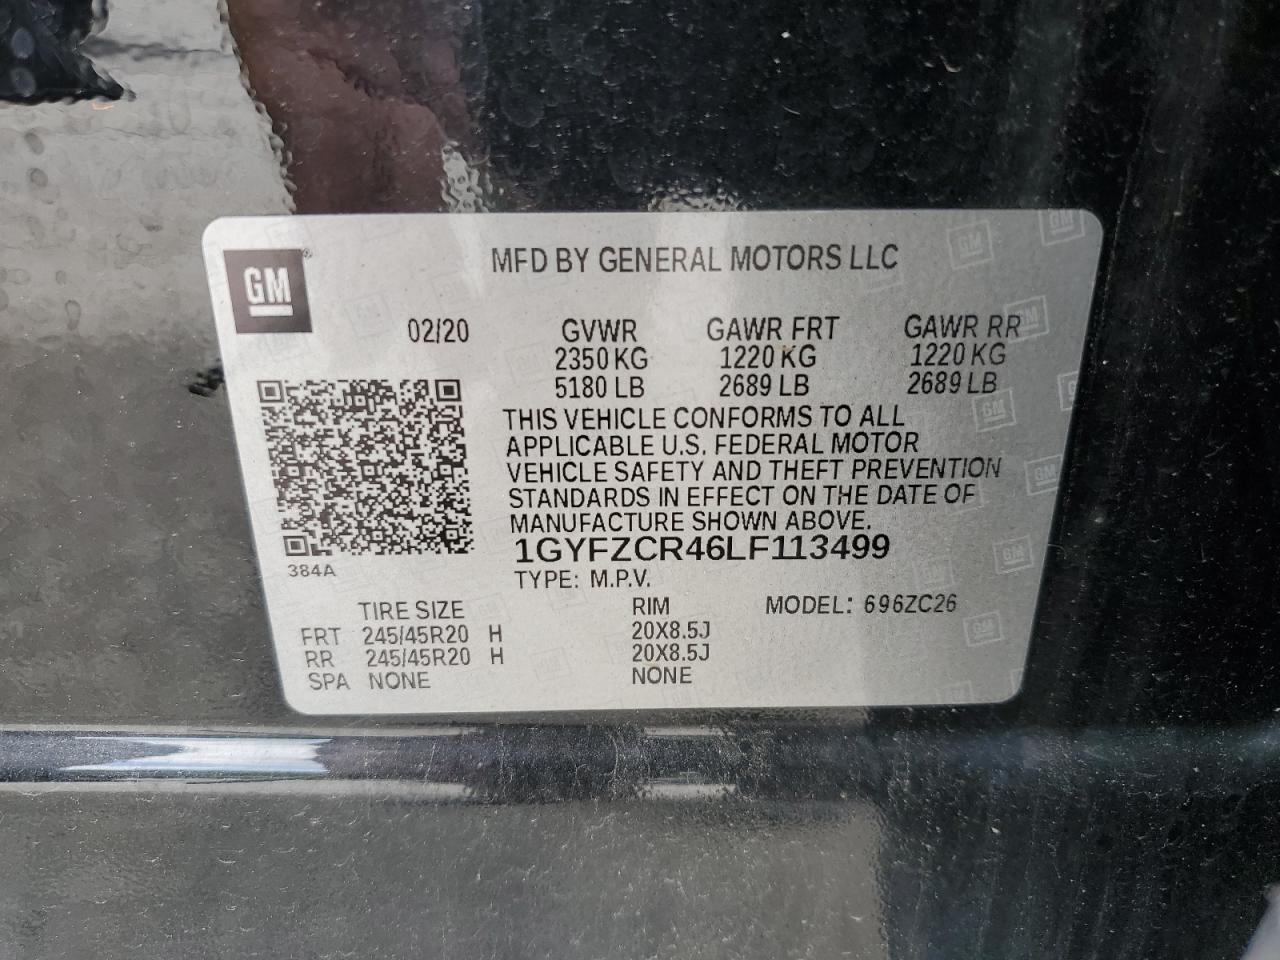 MFD BY GENERAL MOTORS LLC
GM
02/20 GVWR GAWR FRT GAWR RR
2350 KG 1220 KG 1220 KG
5180 LB 2689 LB 2689 LB
THIS VEHICLE CONFORMS TO ALL
APPLICABLE U.S. FEDERAL MOTOR
VEHICLE SAFETY AND THEFT PREVENTION
STANDARDS IN EFFECT ON THE DATE OF
MANUFACTURE SHOWN ABOVE.
1GYFZCR46LF113499
384A
TYPE: M.P.V.
TIRE SIZE RIM MODEL: 696ZC26
FRT 245/45R20 H 20X8.5J
RR 245/45R20 H 20X8.5J
SPA NONE NONE